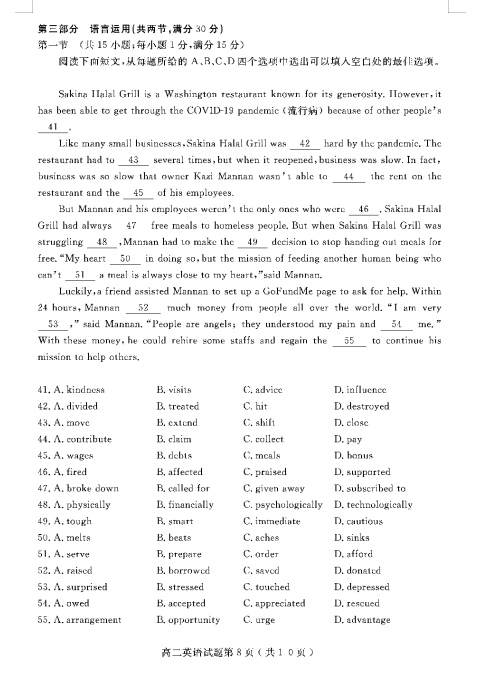 第三部分　语言运用(共两节,满分 30 分)
第一节　（共 15 小题;每小题 1 分,满分 15 分）
阅读下面短文,从每题所给的 A、B、C、D 四个选项中选出可以填入空白处的最佳选项。
Sakina Halal Grill is a Washington restaurant known for its generosity. However, it
has been able to get through the COVID-19 pandemic (流行病) because of other people's
41 .
Like many small businesses, Sakina Halal Grill was 42 hard by the pandemic. The
restaurant had to 43 several times, but when it reopened, business was slow. In fact,
business was so slow that owner Kazi Mannan wasn't able to 44 the rent on the
restaurant and the 45 of his employees.
But Mannan and his employees weren't the only ones who were 46 . Sakina Halal
Grill had always 47 free meals to homeless people. But when Sakina Halal Grill was
struggling 48 , Mannan had to make the 49 decision to stop handing out meals for
free. “My heart 50 in doing so, but the mission of feeding another human being who
can't 51 a meal is always close to my heart,” said Mannan.
Luckily, a friend assisted Mannan to set up a GoFundMe page to ask for help. Within
24 hours, Mannan 52 much money from people all over the world. “I am very
53 ,” said Mannan. “People are angels; they understood my pain and 54 me.”
With these money, he could rehire some staffs and regain the 55 to continue his
mission to help others.
41. A. kindness B. visits C. advice D. influence
42. A. divided B. treated C. hit D. destroyed
43. A. move B. extend C. shift D. close
44. A. contribute B. claim C. collect D. pay
45. A. wages B. debts C. meals D. bonus
46. A. fired B. affected C. praised D. supported
47. A. broke down B. called for C. given away D. subscribed to
48. A. physically B. financially C. psychologically D. technologically
49. A. tough B. smart C. immediate D. cautious
50. A. melts B. beats C. aches D. sinks
51. A. serve B. prepare C. order D. afford
52. A. raised B. borrowed C. saved D. donated
53. A. surprised B. stressed C. touched D. depressed
54. A. owed B. accepted C. appreciated D. rescued
55. A. arrangement B. opportunity C. urge D. advantage
高二英语试题第 8 页 ( 共 1 0 页 )